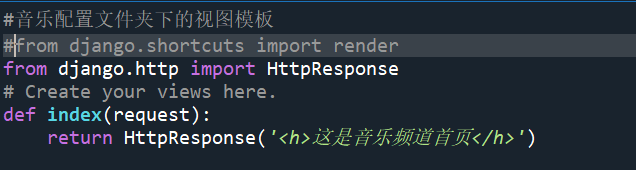 #音乐配置文件夹下的视图模板
#from django.shortcuts import render
from django.http import HttpResponse
# Create your views here.
def index(request):
    return HttpResponse('<h>这是音乐频道首页</h>')